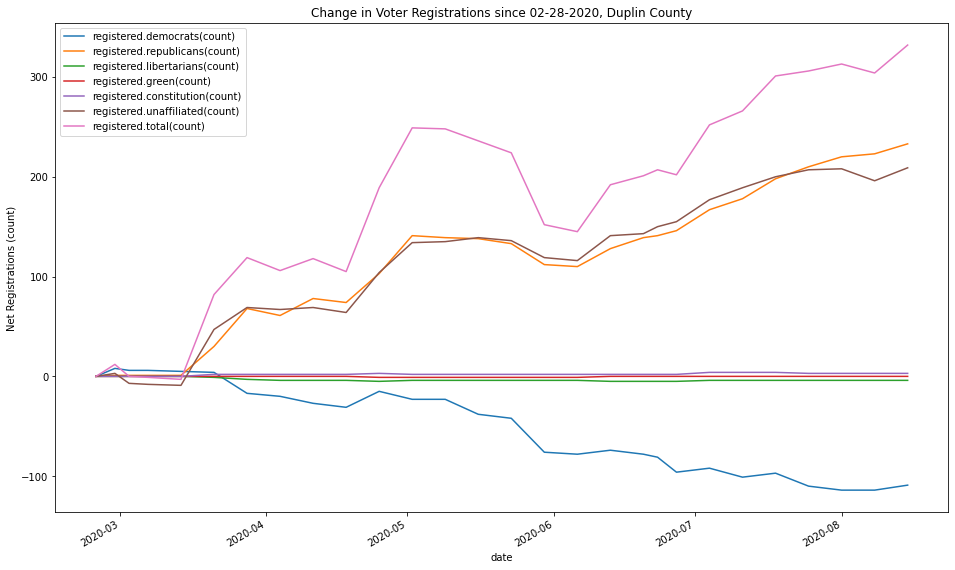 Change in Voter Registrations since 02-28-2020, Duplin County
registered.democrats(count)
registered.republicans(count)
registered.libertarians(count)
registered.green(count)
registered.constitution(count)
registered.unaffiliated(count)
registered.total(count)
Net Registrations (count)
300
200
100
0
−100
2020-03
2020-04
2020-05
2020-06
2020-07
2020-08
date